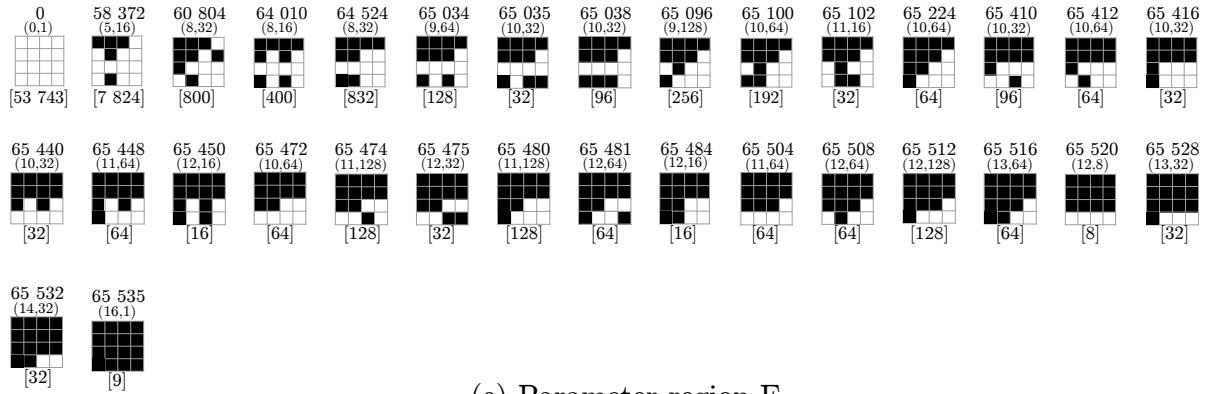 0 58 372 60 804 64 010 64 524 65 034 65 035 65 038 65 096 65 100 65 102 65 224 65 410 65 412 65 416
(0,1) (5,16) (8,32) (8,16) (8,32) (9,64) (10,32) (10,32) (9,128) (10,64) (11,16) (10,64) (10,32) (10,64) (10,32)
[53 743] [7 824] [800] [400] [832] [128] [32] [96] [256] [192] [32] [64] [96] [64] [32]
65 440 65 448 65 450 65 472 65 474 65 475 65 480 65 481 65 484 65 504 65 508 65 512 65 516 65 520 65 528
(10,32) (11,64) (12,16) (10,64) (11,128) (12,32) (11,128) (12,64) (12,16) (11,64) (12,64) (12,128) (13,64) (12,8) (13,32)
[32] [64] [16] [64] [128] [32] [128] [64] [16] [64] [64] [128] [64] [8] [32]
65 532 65 535
(14,32) (16,1)
[32] [9]